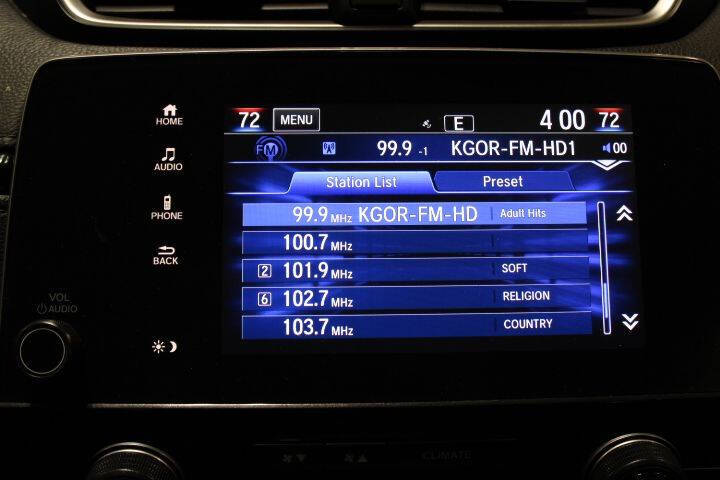 HOME
AUDIO
PHONE
BACK
VOL
AUDIO
72 MENU E 4 00 72
FM 99.9 -1 KGOR-FM-HD1 00
Station List Preset
99.9 MHz KGOR-FM-HD Adult Hits
100.7 MHz
2 101.9 MHz SOFT
6 102.7 MHz RELIGION
103.7 MHz COUNTRY
CLIMATE